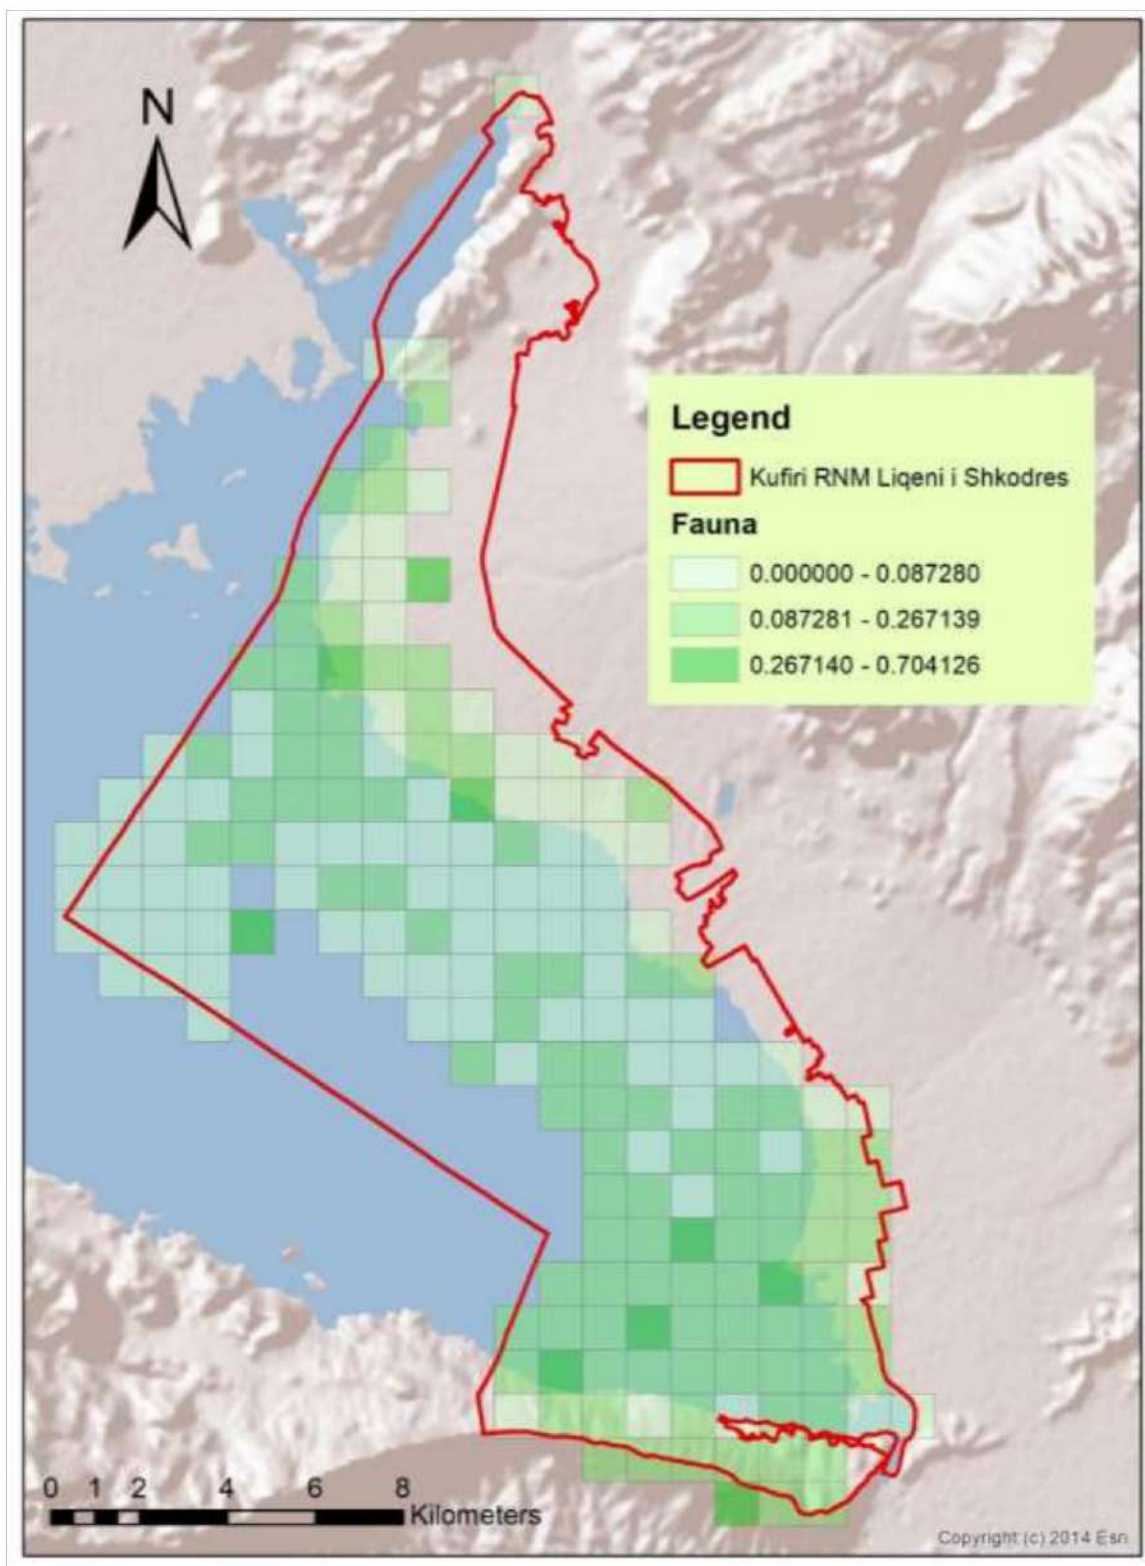 N
Legend
Kufiri RNM Liqeni i Shkodres
Fauna
0.000000 - 0.087280
0.087281 - 0.267139
0.267140 - 0.704126
0 1 2 4 6 8
Kilometers
Copyright:(c) 2014 Esri